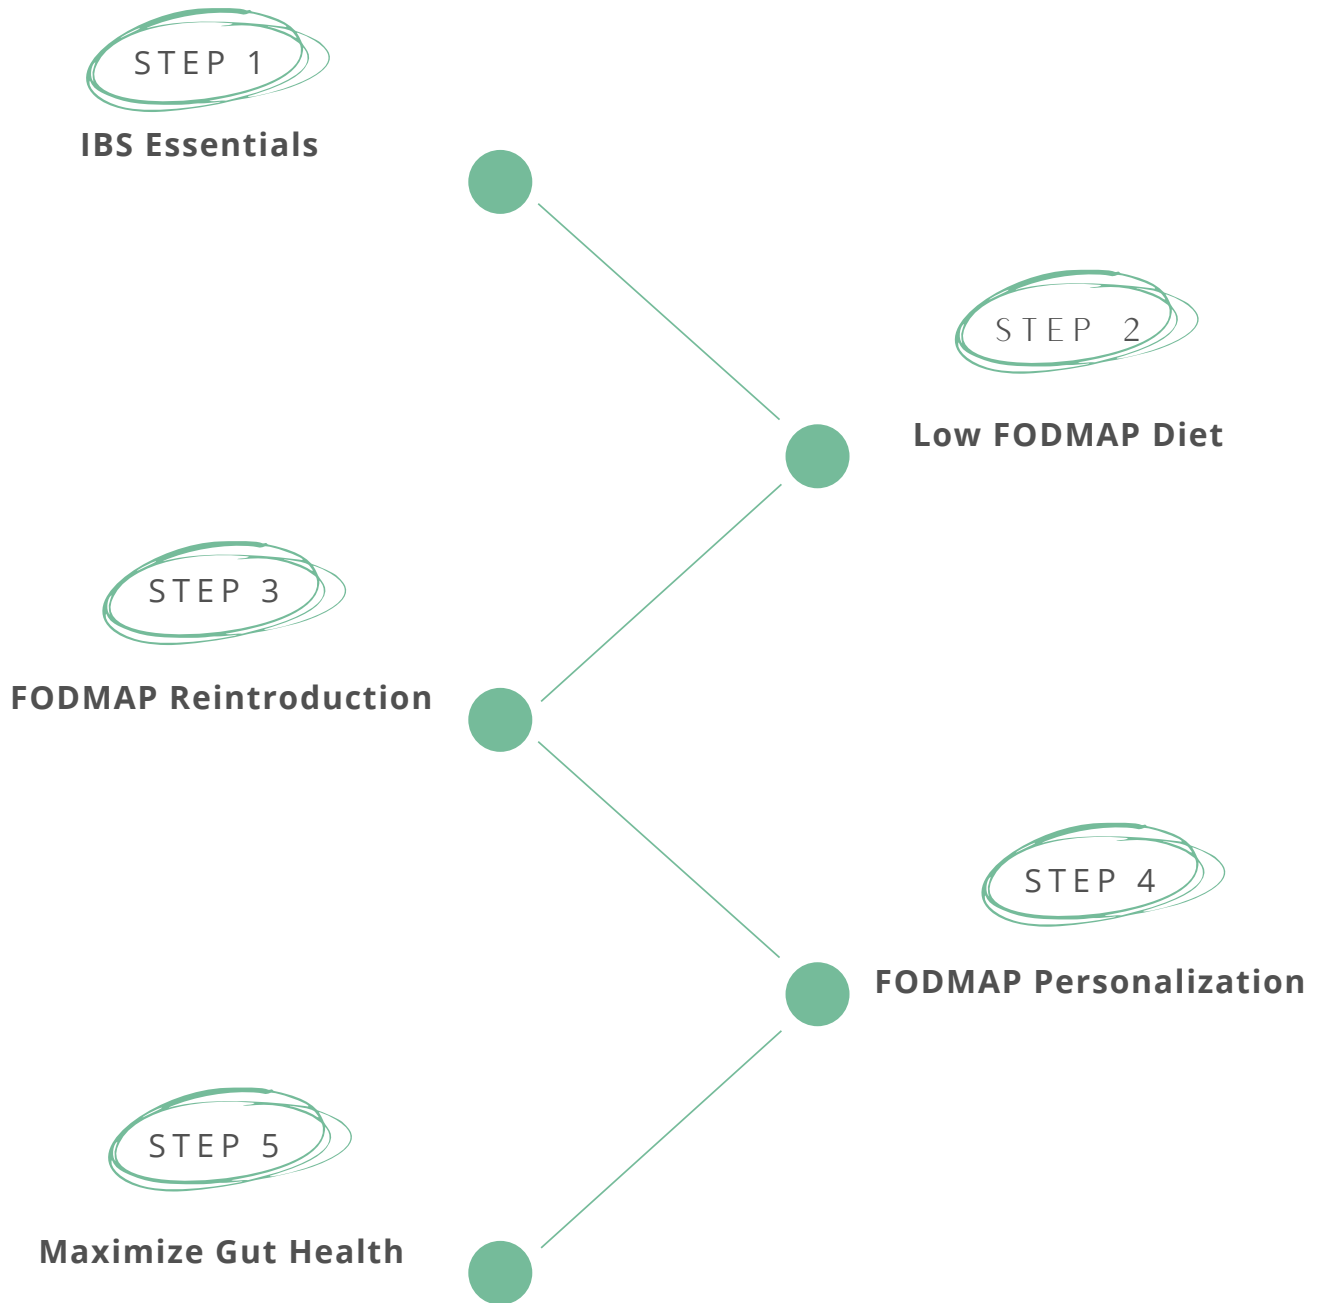 STEP 1
IBS Essentials
STEP 2
Low FODMAP Diet
STEP 3
FODMAP Reintroduction
STEP 4
FODMAP Personalization
STEP 5
Maximize Gut Health